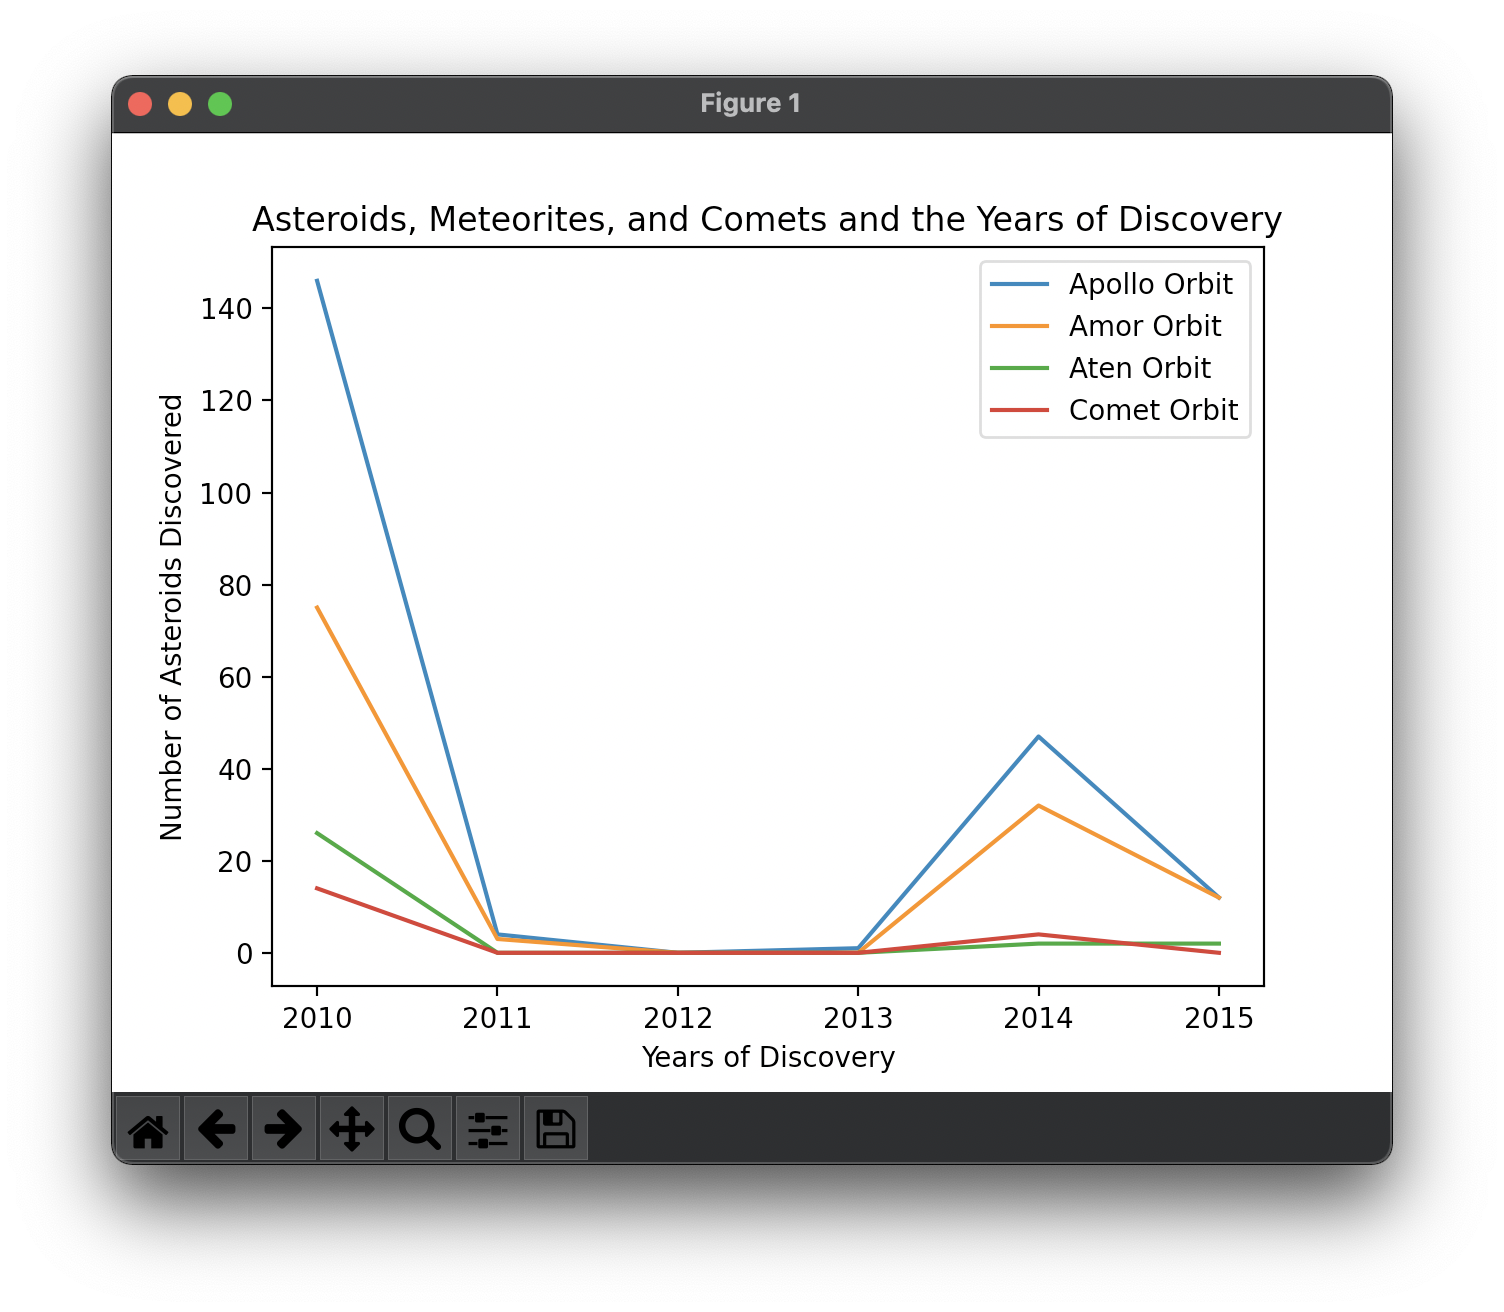 Figure 1
Asteroids, Meteorites, and Comets and the Years of Discovery
Apollo Orbit
Amor Orbit
Aten Orbit
Comet Orbit
Number of Asteroids Discovered
140
120
100
80
60
40
20
0
2010 2011 2012 2013 2014 2015
Years of Discovery